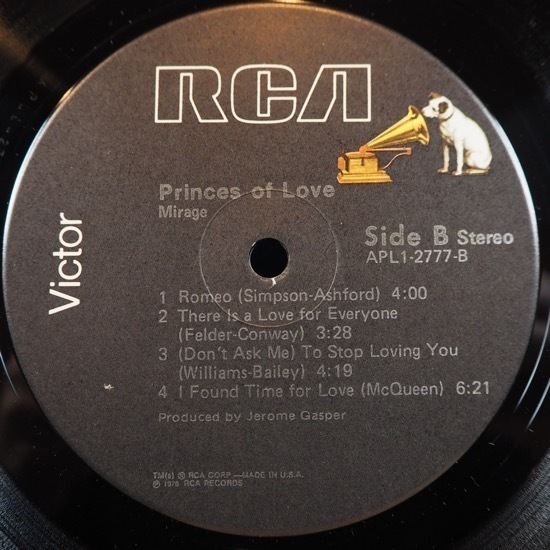 RCA
Victor
Princes of Love
Mirage
Side B Stereo
APL1-2777-B
1 Romeo (Simpson-Ashford) 4:00
2 There Is a Love for Everyone
(Felder-Conway) 3:28
3 (Don't Ask Me) To Stop Loving You
(Williams-Bailey) 4:19
4 I Found Time for Love (McQueen) 6:21
Produced by Jerome Gasper
TM(s) ® RCA CORP.—MADE IN U.S.A.
℗ 1978 RCA RECORDS